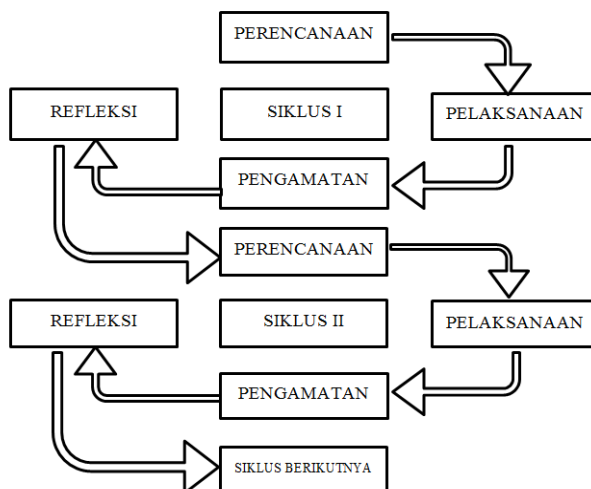 PERENCANAAN
REFLEKSI
SIKLUS I
PELAKSANAAN
PENGAMATAN
PERENCANAAN
REFLEKSI
SIKLUS II
PELAKSANAAN
PENGAMATAN
SIKLUS BERIKUTNYA